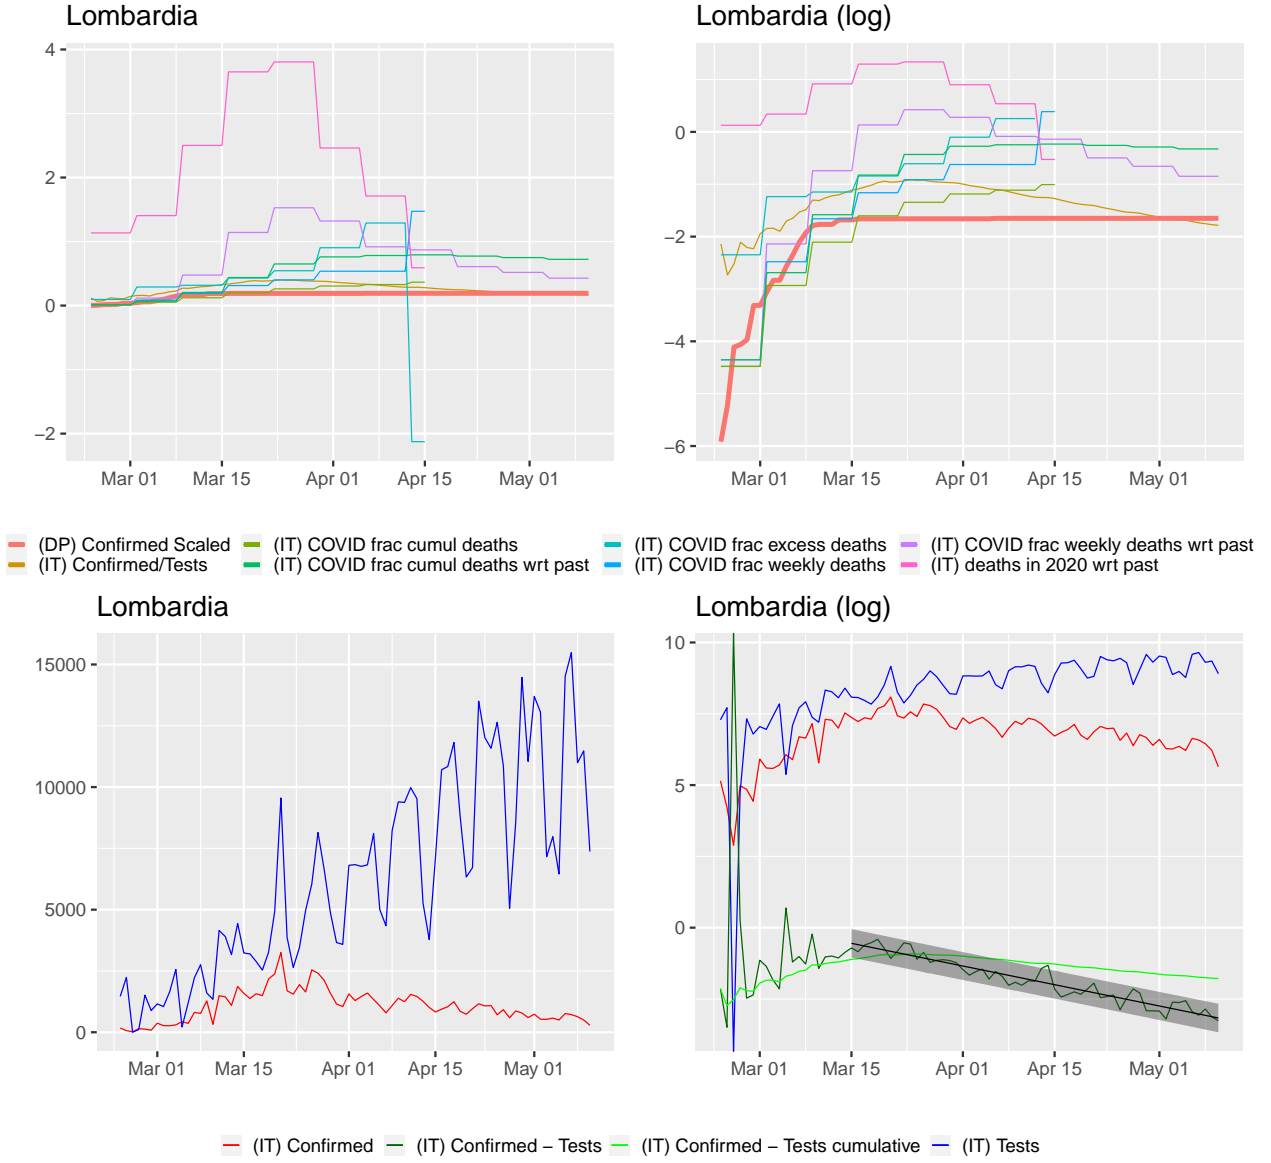 Lombardia
Lombardia (log)
4
2
0
−2
Mar 01
Mar 15
Apr 01
Apr 15
May 01
0
−2
−4
−6
Mar 01
Mar 15
Apr 01
Apr 15
May 01
(DP) Confirmed Scaled
(IT) COVID frac cumul deaths
(IT) COVID frac excess deaths
(IT) COVID frac weekly deaths wrt past
(IT) Confirmed/Tests
(IT) COVID frac cumul deaths wrt past
(IT) COVID frac weekly deaths
(IT) deaths in 2020 wrt past
Lombardia
Lombardia (log)
15000
10000
5000
0
Mar 01
Mar 15
Apr 01
Apr 15
May 01
10
5
0
Mar 01
Mar 15
Apr 01
Apr 15
May 01
(IT) Confirmed
(IT) Confirmed − Tests
(IT) Confirmed − Tests cumulative
(IT) Tests